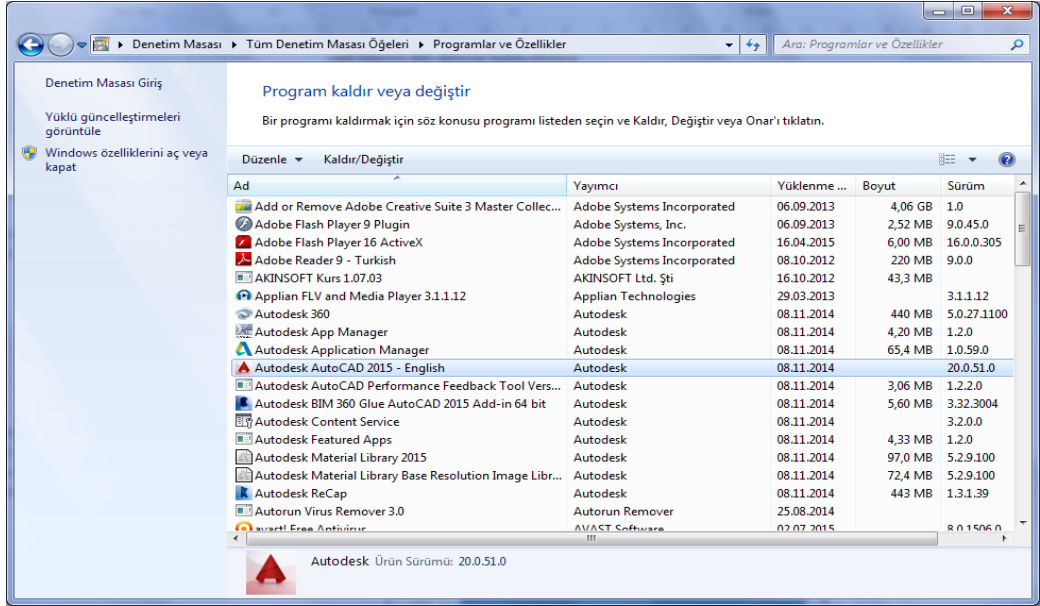 Denetim Masası ▸ Tüm Denetim Masası Öğeleri ▸ Programlar ve Özellikler
Ara: Programlar ve Özellikler
Denetim Masası Giriş
Yüklü güncelleştirmeleri
görüntüle
Windows özelliklerini aç veya
kapat
Program kaldır veya değiştir
Bir programı kaldırmak için söz konusu programı listeden seçin ve Kaldır, Değiştir veya Onar'ı tıklatın.
Düzenle Kaldır/Değiştir
Ad Yayımcı Yüklenme ... Boyut Sürüm
Add or Remove Adobe Creative Suite 3 Master Collec... Adobe Systems Incorporated 06.09.2013 4,06 GB 1.0
Adobe Flash Player 9 Plugin Adobe Systems, Inc. 06.09.2013 2,52 MB 9.0.45.0
Adobe Flash Player 16 ActiveX Adobe Systems Incorporated 16.04.2015 6,00 MB 16.0.0.305
Adobe Reader 9 - Turkish Adobe Systems Incorporated 08.10.2012 220 MB 9.0.0
AKINSOFT Kurs 1.07.03 AKINSOFT Ltd. Şti 16.10.2012 43,3 MB
Applian FLV and Media Player 3.1.1.12 Applian Technologies 29.03.2013 3.1.1.12
Autodesk 360 Autodesk 08.11.2014 440 MB 5.0.27.1100
Autodesk App Manager Autodesk 08.11.2014 4,20 MB 1.2.0
Autodesk Application Manager Autodesk 08.11.2014 65,4 MB 1.0.59.0
Autodesk AutoCAD 2015 - English Autodesk 08.11.2014 20.0.51.0
Autodesk AutoCAD Performance Feedback Tool Vers... Autodesk 08.11.2014 3,06 MB 1.2.2.0
Autodesk BIM 360 Glue AutoCAD 2015 Add-in 64 bit Autodesk 08.11.2014 5,60 MB 3.32.3004
Autodesk Content Service Autodesk 08.11.2014 3.2.0.0
Autodesk Featured Apps Autodesk 08.11.2014 4,33 MB 1.2.0
Autodesk Material Library 2015 Autodesk 08.11.2014 97,0 MB 5.2.9.100
Autodesk Material Library Base Resolution Image Libr... Autodesk 08.11.2014 72,4 MB 5.2.9.100
Autodesk ReCap Autodesk 08.11.2014 443 MB 1.3.1.39
Autorun Virus Remover 3.0 Autorun Remover 25.08.2014
avast! Free Antivirus AVAST Software 02.07.2015 8.0.1506.0
Autodesk Ürün Sürümü: 20.0.51.0